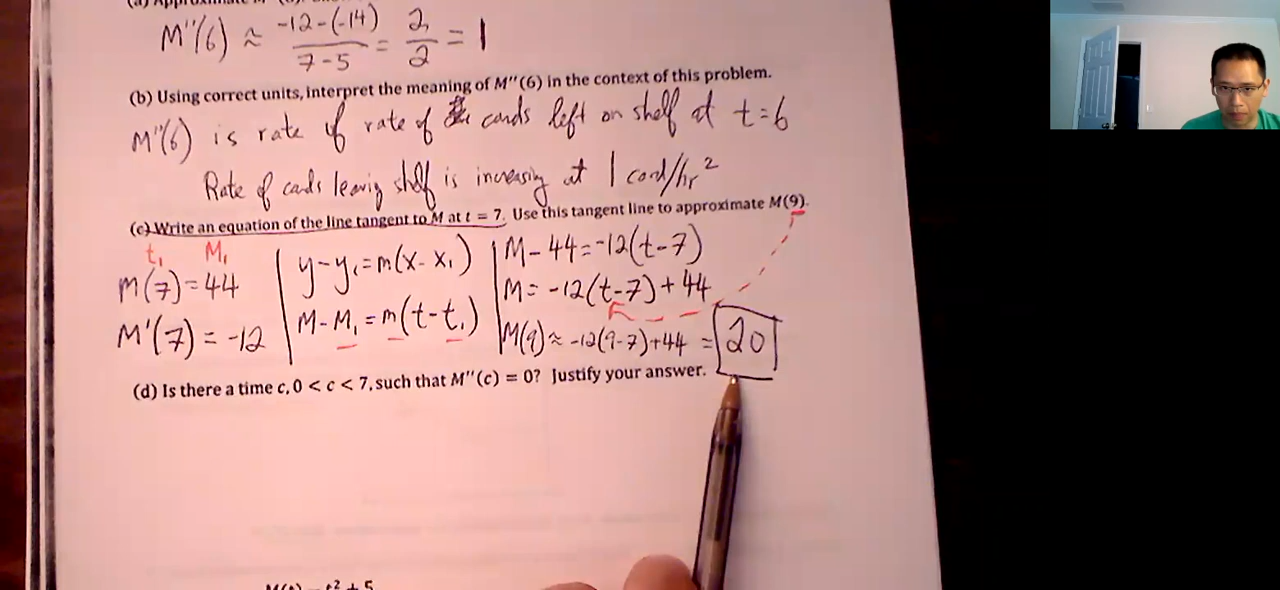 M''(6) ≈ -12-(-14) / 7-5 = 2/2 = 1
(b) Using correct units, interpret the meaning of M''(6) in the context of this problem.
M''(6) is rate of rate of cards left on shelf at t=6
Rate of cards leaving shelf is increasing at 1 card/hr²
(c) Write an equation of the line tangent to M at t = 7. Use this tangent line to approximate M(9).
t₁ M₁
M(7)=44
M'(7) = -12
y-y₁=m(x-x₁)
M-M₁=m(t-t₁)
M-44=-12(t-7)
M= -12(t-7)+44
M(9)≈-12(9-7)+44 = 20
(d) Is there a time c, 0 < c < 7, such that M''(c) = 0? Justify your answer.